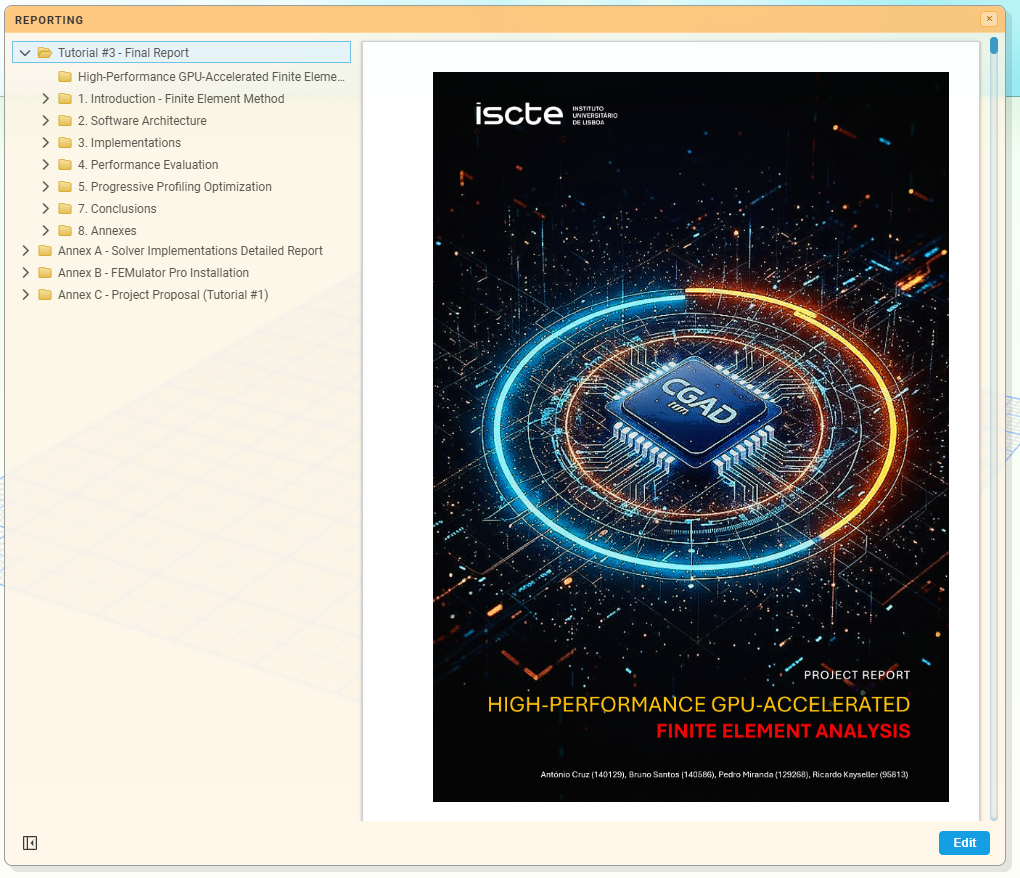 REPORTING
Tutorial #3 - Final Report
High-Performance GPU-Accelerated Finite Eleme...
1. Introduction - Finite Element Method
2. Software Architecture
3. Implementations
4. Performance Evaluation
5. Progressive Profiling Optimization
7. Conclusions
8. Annexes
Annex A - Solver Implementations Detailed Report
Annex B - FEMulator Pro Installation
Annex C - Project Proposal (Tutorial #1)
iscte
INSTITUTO
UNIVERSITÁRIO
DE LISBOA
CGAD
PROJECT REPORT
HIGH-PERFORMANCE GPU-ACCELERATED
FINITE ELEMENT ANALYSIS
António Cruz (140129), Bruno Santos (140586), Pedro Miranda (129268), Ricardo Kayseller (95813)
Edit